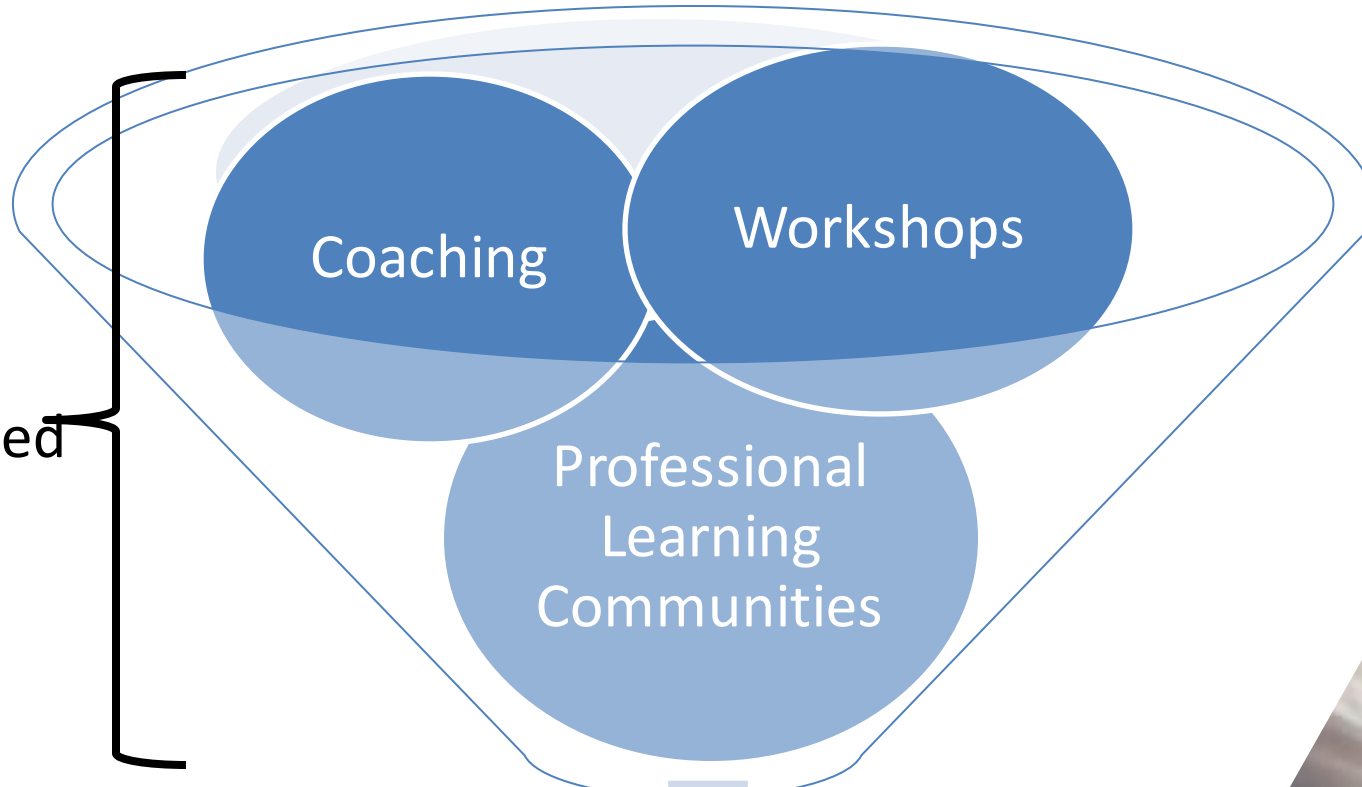 Workshops
Coaching
ed
Professional
Learning
Communities